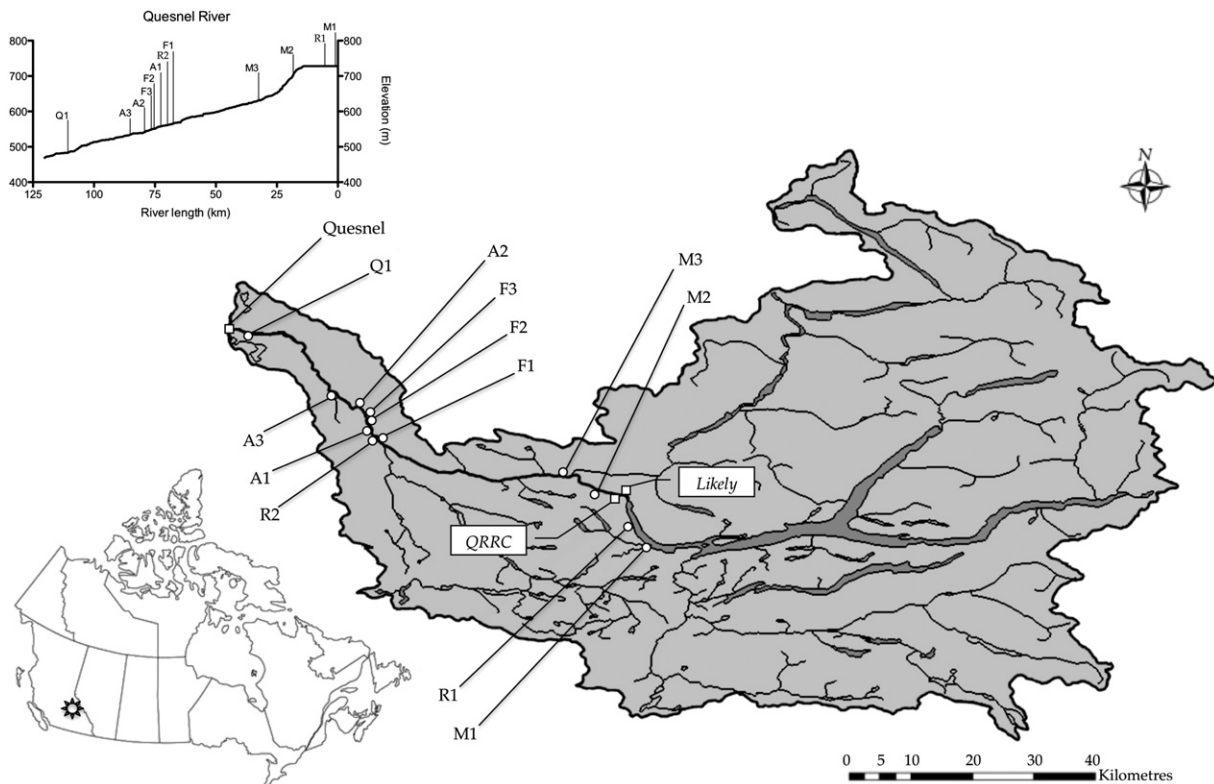 Quesnel River
M1
R1
F1
R2
A1
F2
F3
A2
A3
Q1
M2
M3
800
700
600
500
400
800
700
600
500
400
Elevation (m)
125
100
75
50
25
0
River length (km)
N
Quesnel
Q1
A2
F3
F2
F1
M3
M2
A3
A1
R2
Likely
QRRC
R1
M1
0 5 10 20 30 40
Kilometres